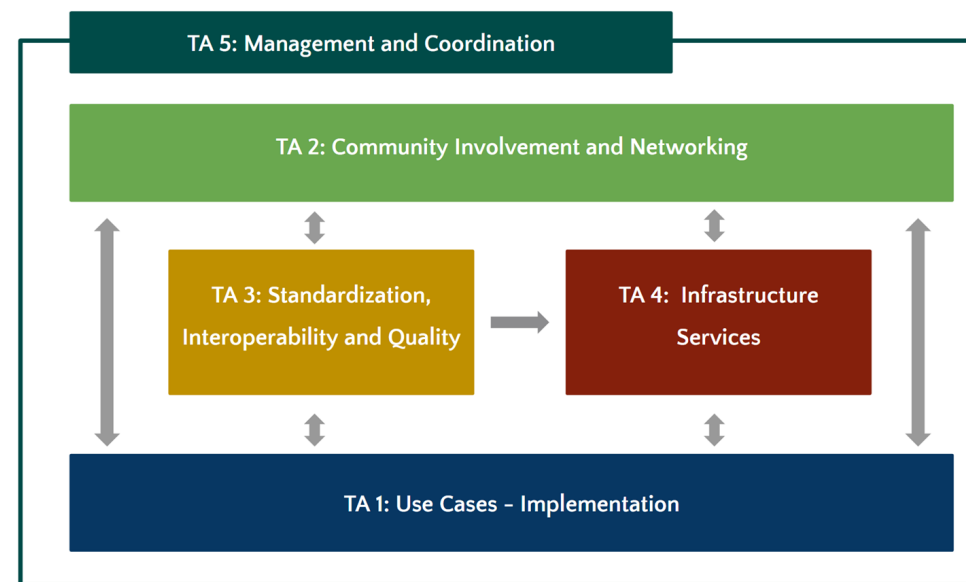 TA 5: Management and Coordination
TA 2: Community Involvement and Networking
TA 3: Standardization,
Interoperability and Quality
TA 4: Infrastructure
Services
TA 1: Use Cases - Implementation